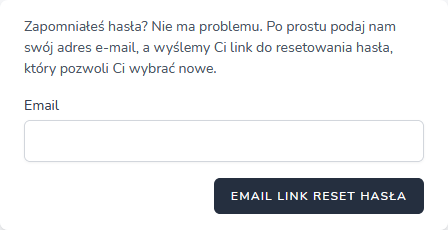 Zapomniałeś hasła? Nie ma problemu. Po prostu podaj nam
swój adres e-mail, a wyślemy Ci link do resetowania hasła,
który pozwoli Ci wybrać nowe.
Email
EMAIL LINK RESET HASŁA